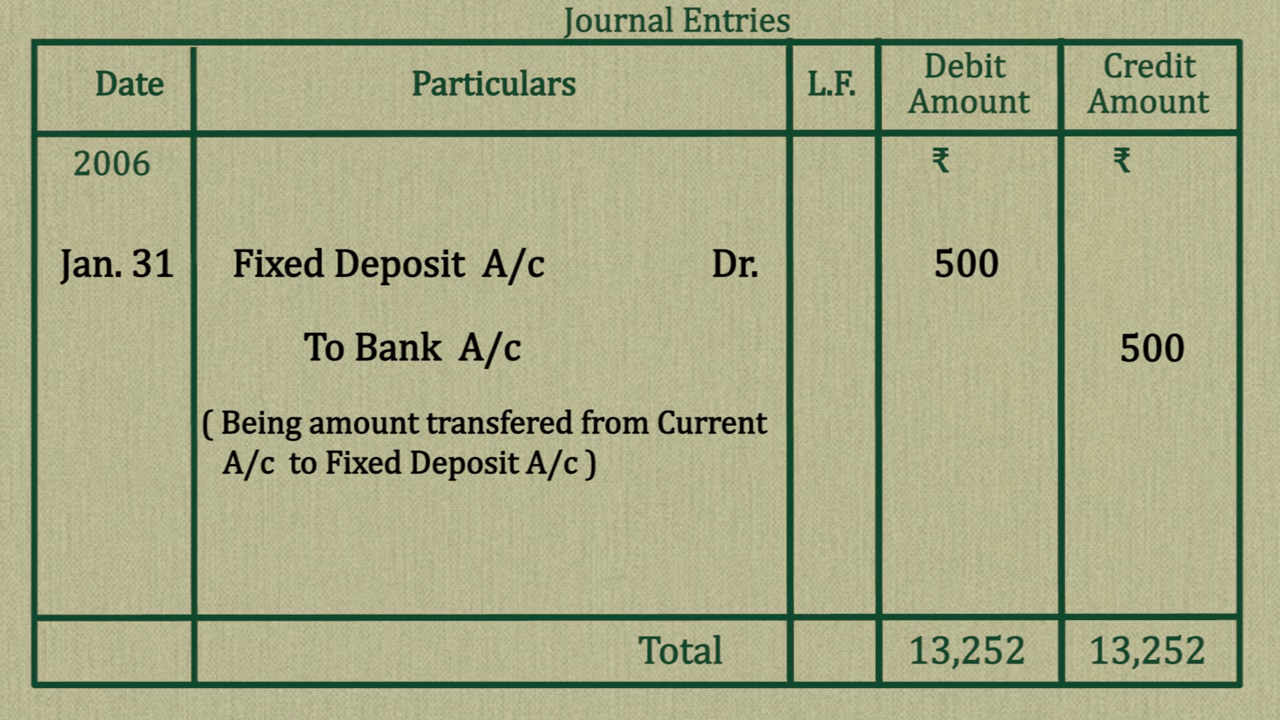 Journal Entries
Date Particulars L.F. Debit Amount Credit Amount
2006 ₹ ₹
Jan. 31 Fixed Deposit A/c Dr. 500
To Bank A/c 500
( Being amount transfered from Current
A/c to Fixed Deposit A/c )
Total 13,252 13,252